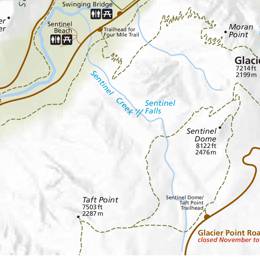 Swinging Bridge
Sentinel
Beach
Trailhead for
Four Mile Trail
Moran
Point
Glacie
7214 ft
2199 m
Sentinel Creek
Sentinel
Falls
Sentinel
Dome
8122 ft
2476 m
Taft Point
7503 ft
2287 m
Sentinel Dome/
Taft Point
Trailhead
Glacier Point Roa
closed November to